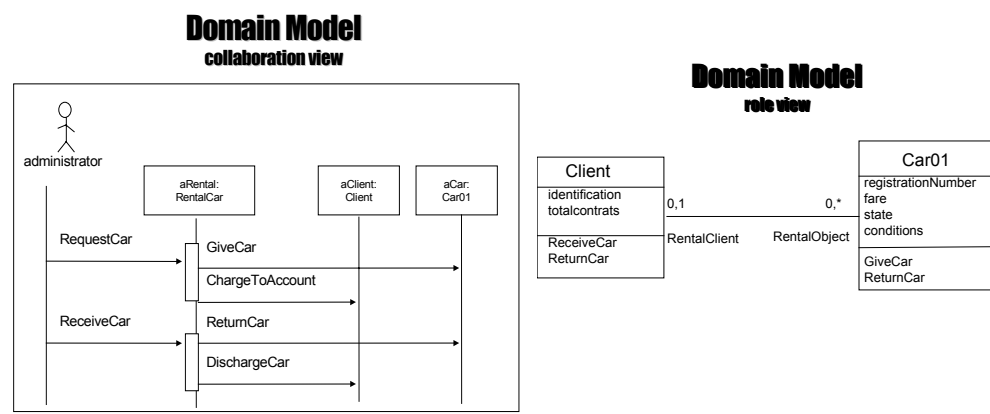 Domain Model
collaboration view
administrator
aRental:
RentalCar
aClient:
Client
aCar:
Car01
RequestCar
GiveCar
ChargeToAccount
ReceiveCar
ReturnCar
DischargeCar
Domain Model
role view
Client
identification
totalcontrats
ReceiveCar
ReturnCar
0,1
RentalClient
0,*
RentalObject
Car01
registrationNumber
fare
state
conditions
GiveCar
ReturnCar